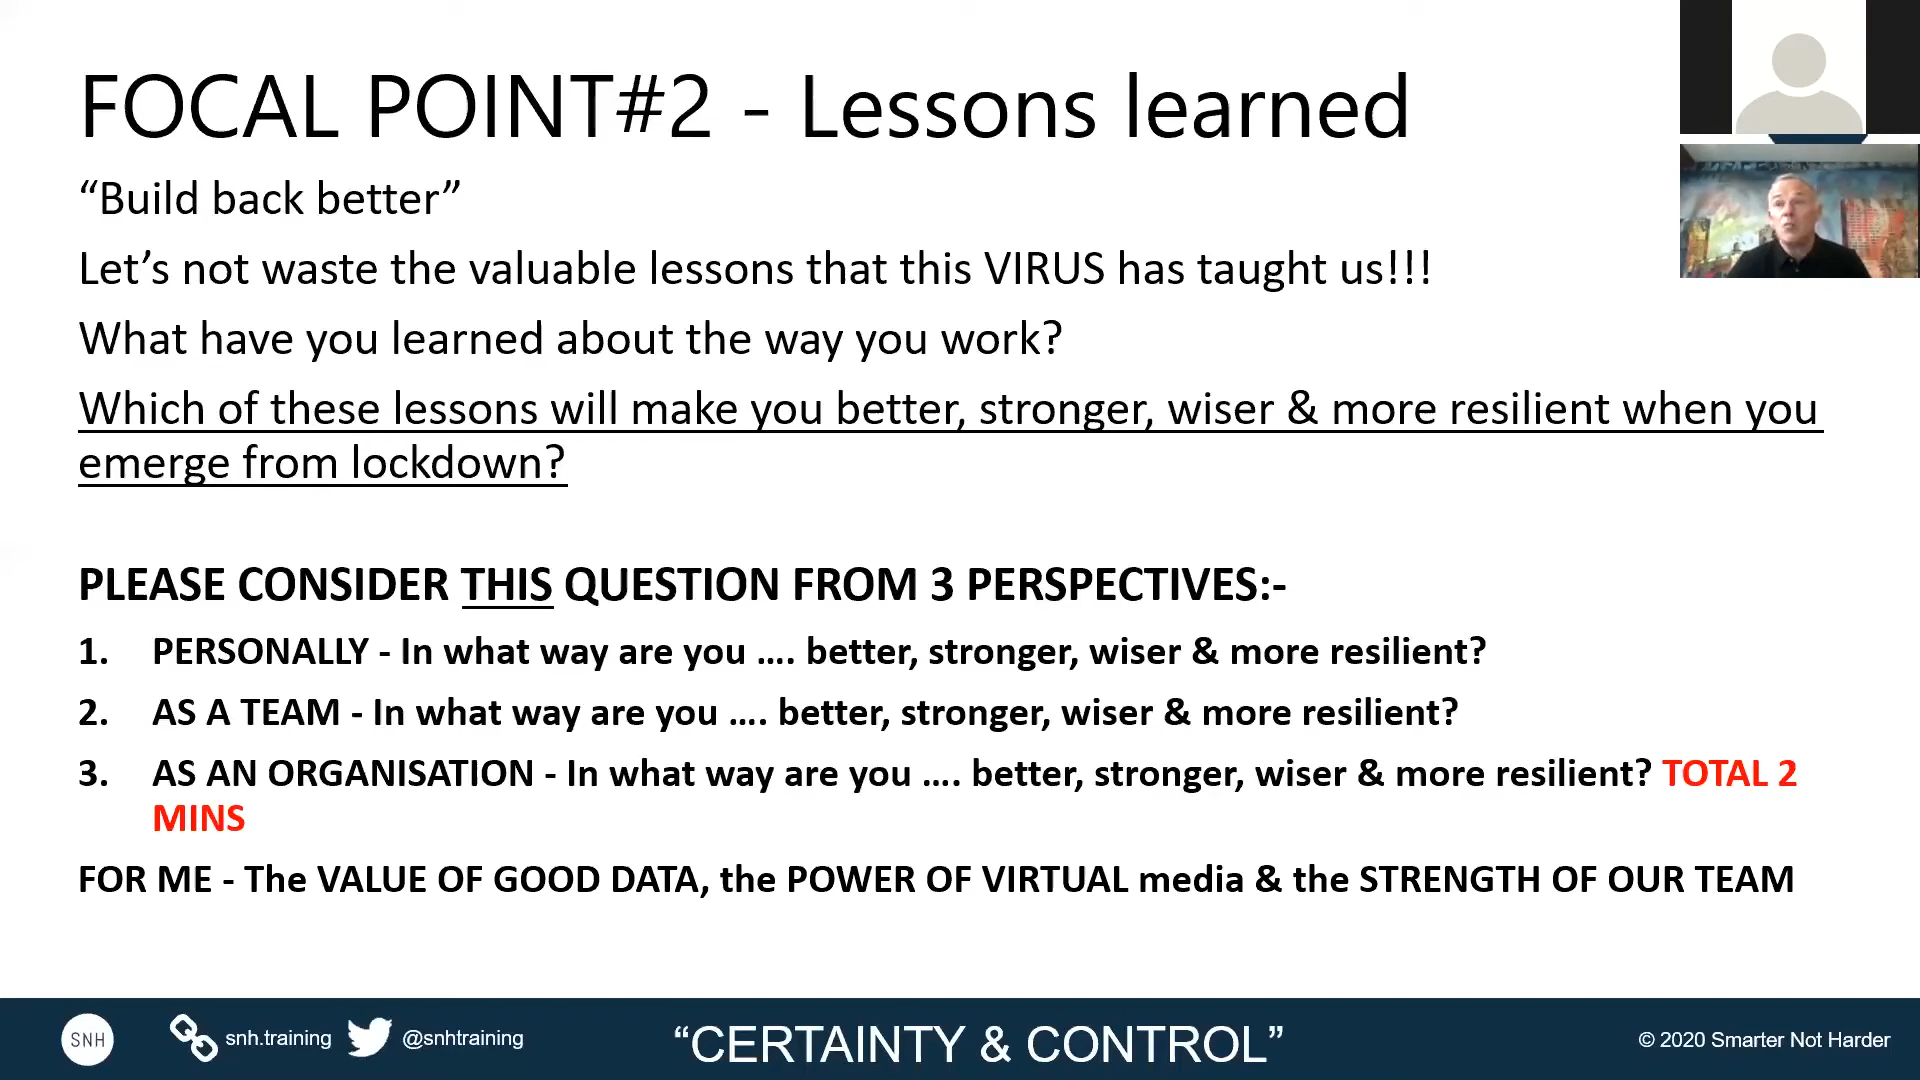 FOCAL POINT#2 - Lessons learned
“Build back better”
Let’s not waste the valuable lessons that this VIRUS has taught us!!!
What have you learned about the way you work?
Which of these lessons will make you better, stronger, wiser & more resilient when you
emerge from lockdown?
PLEASE CONSIDER THIS QUESTION FROM 3 PERSPECTIVES:-
1. PERSONALLY - In what way are you .... better, stronger, wiser & more resilient?
2. AS A TEAM - In what way are you .... better, stronger, wiser & more resilient?
3. AS AN ORGANISATION - In what way are you .... better, stronger, wiser & more resilient? TOTAL 2
MINS
FOR ME - The VALUE OF GOOD DATA, the POWER OF VIRTUAL media & the STRENGTH OF OUR TEAM
SNH snh.training @snhtraining “CERTAINTY & CONTROL” © 2020 Smarter Not Harder